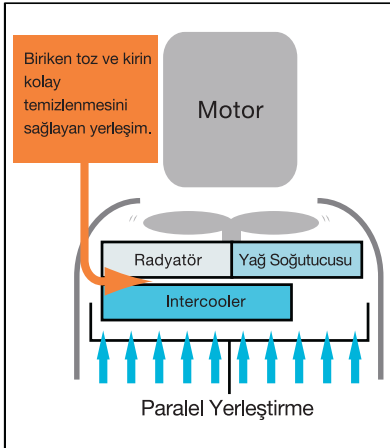 Biriken toz ve kirin
kolay
temizlenmesini
sağlayan yerleşim.
Motor
Radyatör
Yağ Soğutucusu
Intercooler
Paralel Yerleştirme